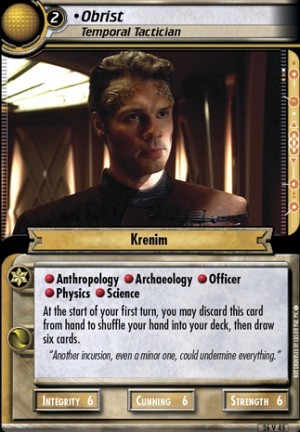 2 • Obrist
Temporal Tactician
Krenim
• Anthropology • Archaeology • Officer
• Physics • Science
At the start of your first turn, you may discard this
card from hand to shuffle your hand into your deck, then draw
six cards.
"Another incursion, even a minor one, could undermine everything."
INTEGRITY 6 CUNNING 6 STRENGTH 6